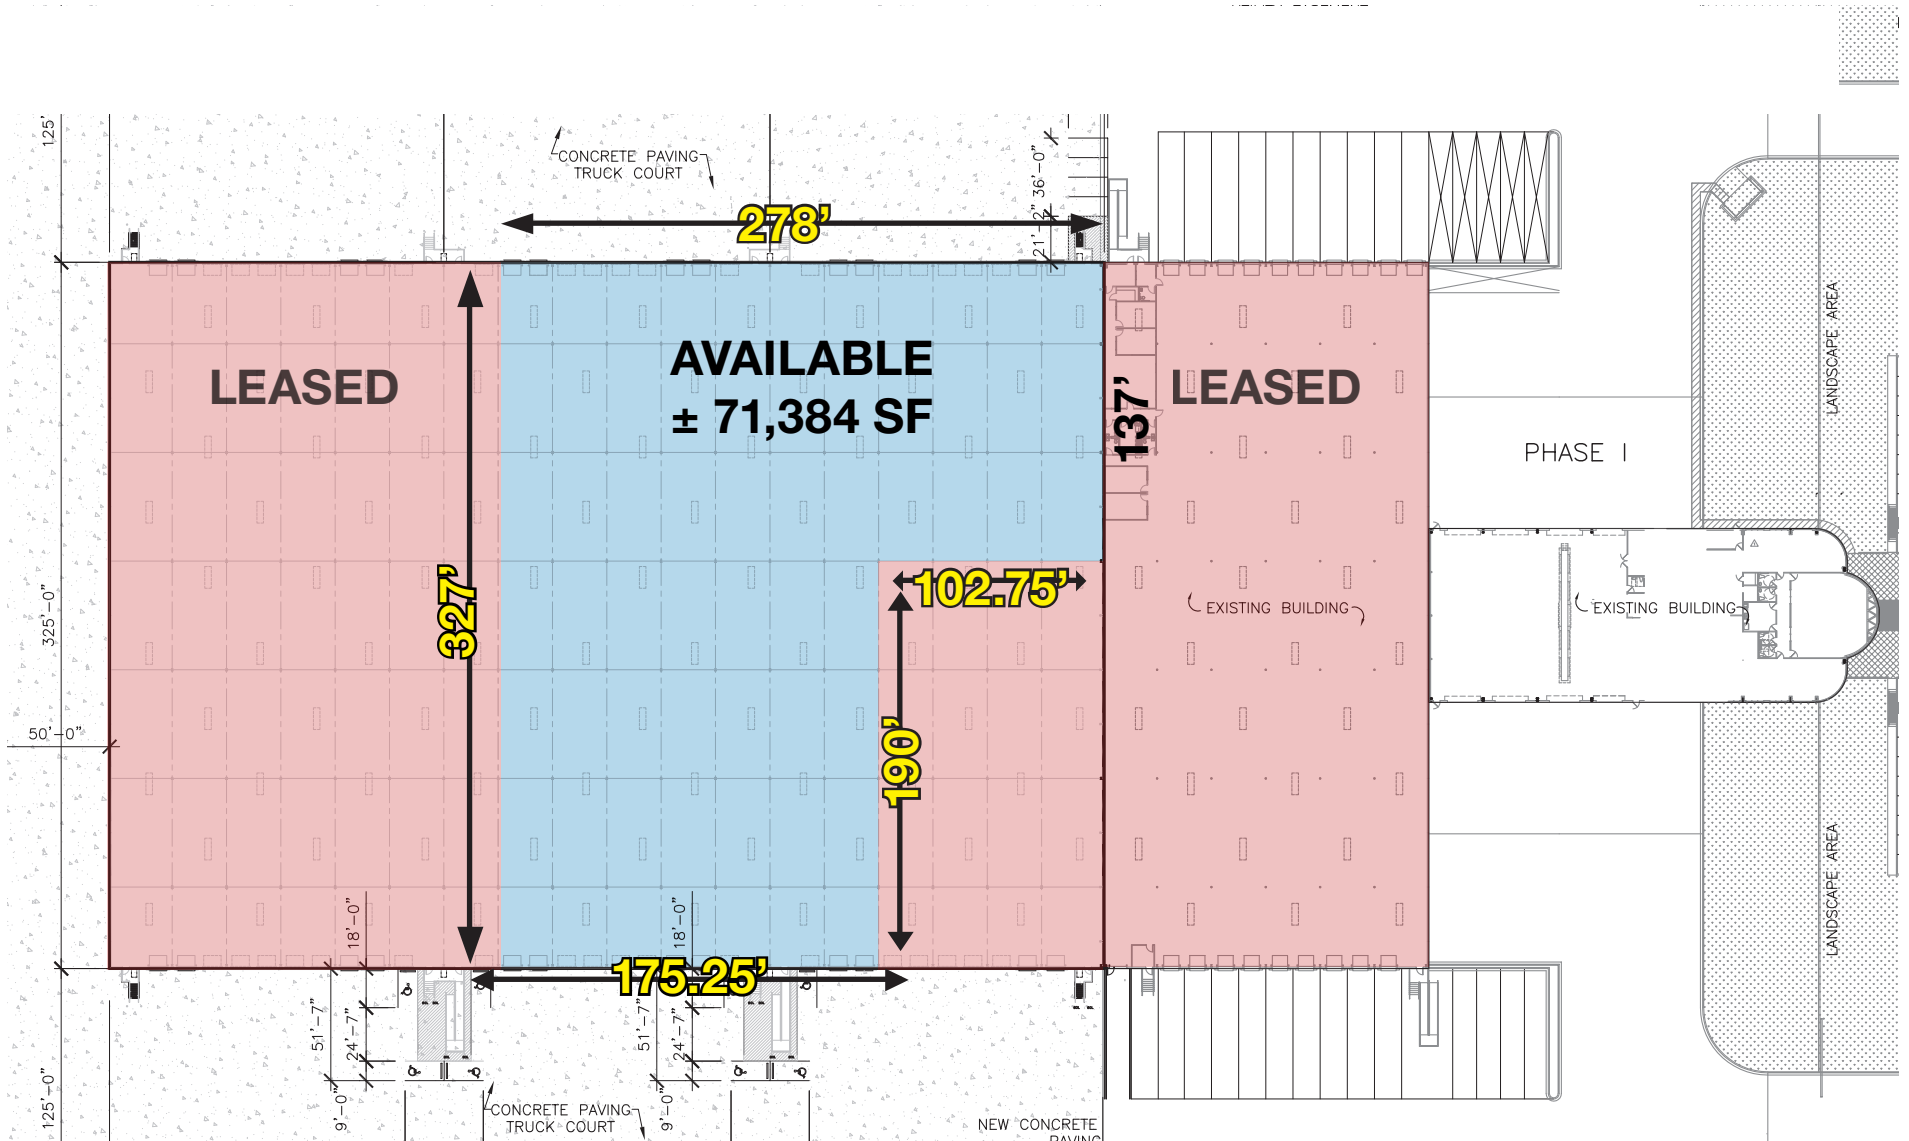 125'
CONCRETE PAVING
TRUCK COURT
36'-0"
21'-2"
278'
LEASED
AVAILABLE
± 71,384 SF
137'
LEASED
LANDSCAPE AREA
PHASE I
327'
325'-0"
102.75'
EXISTING BUILDING
EXISTING BUILDING
190'
50'-0"
LANDSCAPE AREA
18'-0"
18'-0"
175.25'
51'-7"
24'-7"
51'-7"
24'-7"
125'-0"
9'-0"
9'-0"
CONCRETE PAVING
TRUCK COURT
NEW CONCRETE
PAVING